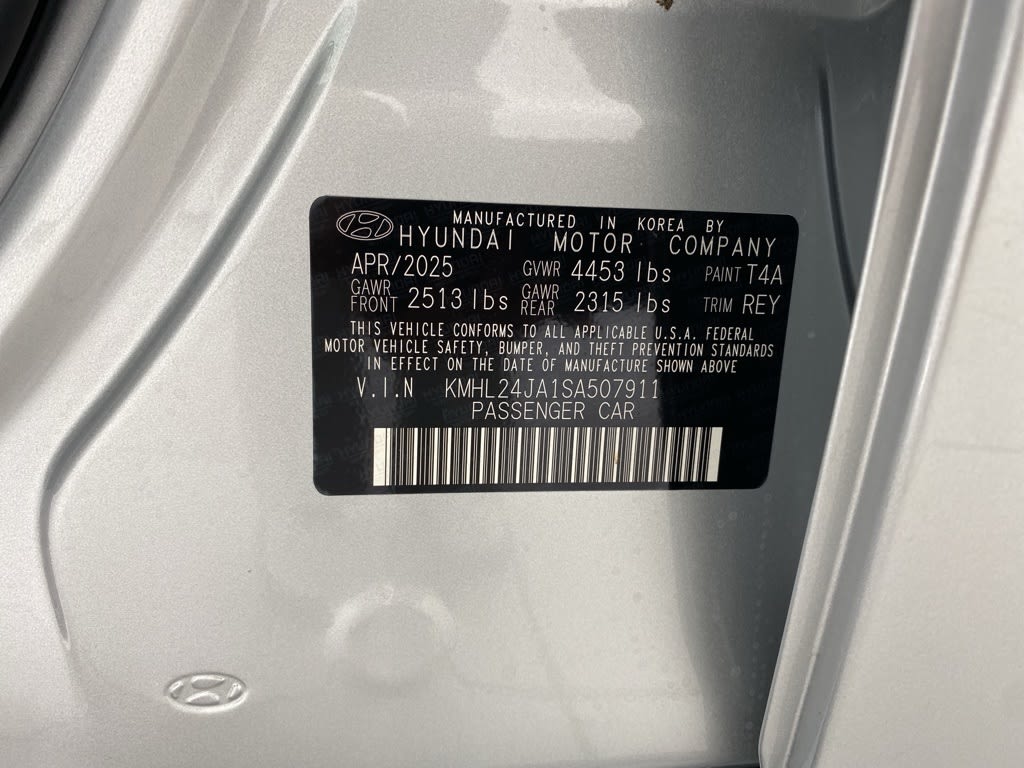 MANUFACTURED IN KOREA BY
HYUNDAI MOTOR COMPANY
APR/2025 GVWR 4453 lbs PAINT T4A
GAWR FRONT 2513 lbs GAWR REAR 2315 lbs TRIM REY
THIS VEHICLE CONFORMS TO ALL APPLICABLE U.S.A. FEDERAL
MOTOR VEHICLE SAFETY, BUMPER, AND THEFT PREVENTION STANDARDS
IN EFFECT ON THE DATE OF MANUFACTURE SHOWN ABOVE
V.I.N KMHL24JA1SA507911
PASSENGER CAR